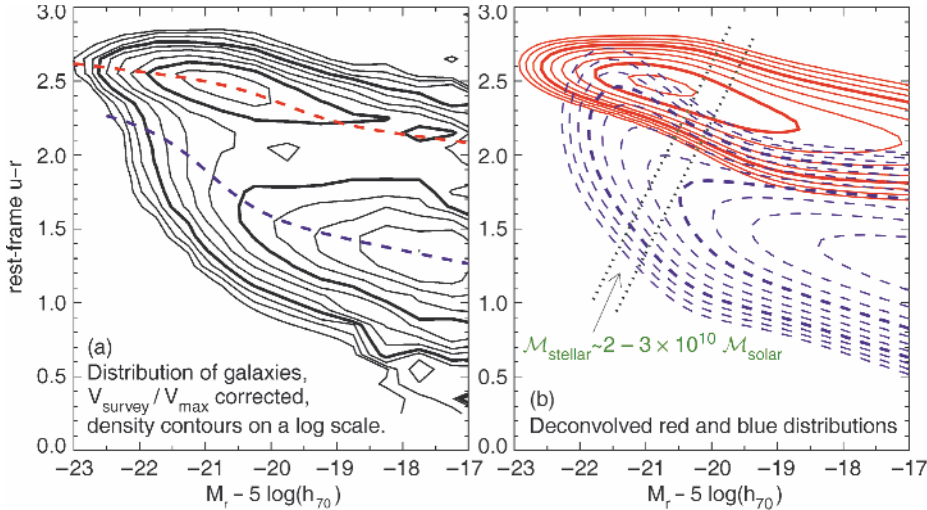 3.0
2.5
2.0
1.5
1.0
0.5
0.0
rest-frame u−r
(a)
Distribution of galaxies,
V_survey / V_max corrected,
density contours on a log scale.
−23 −22 −21 −20 −19 −18 −17
M_r − 5 log(h_70)
ℳ_stellar~2 − 3 × 10^10 ℳ_solar
(b)
Deconvolved red and blue distributions
−23 −22 −21 −20 −19 −18 −17
M_r − 5 log(h_70)